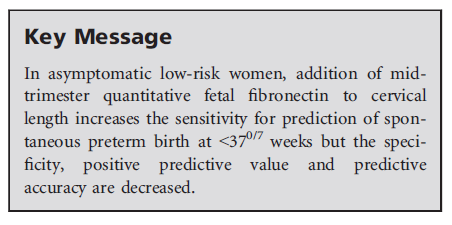 Key Message
In asymptomatic low-risk women, addition of mid-
trimester quantitative fetal fibronectin to cervical
length increases the sensitivity for prediction of spon-
taneous preterm birth at <37⁰/⁷ weeks but the speci-
ficity, positive predictive value and predictive
accuracy are decreased.